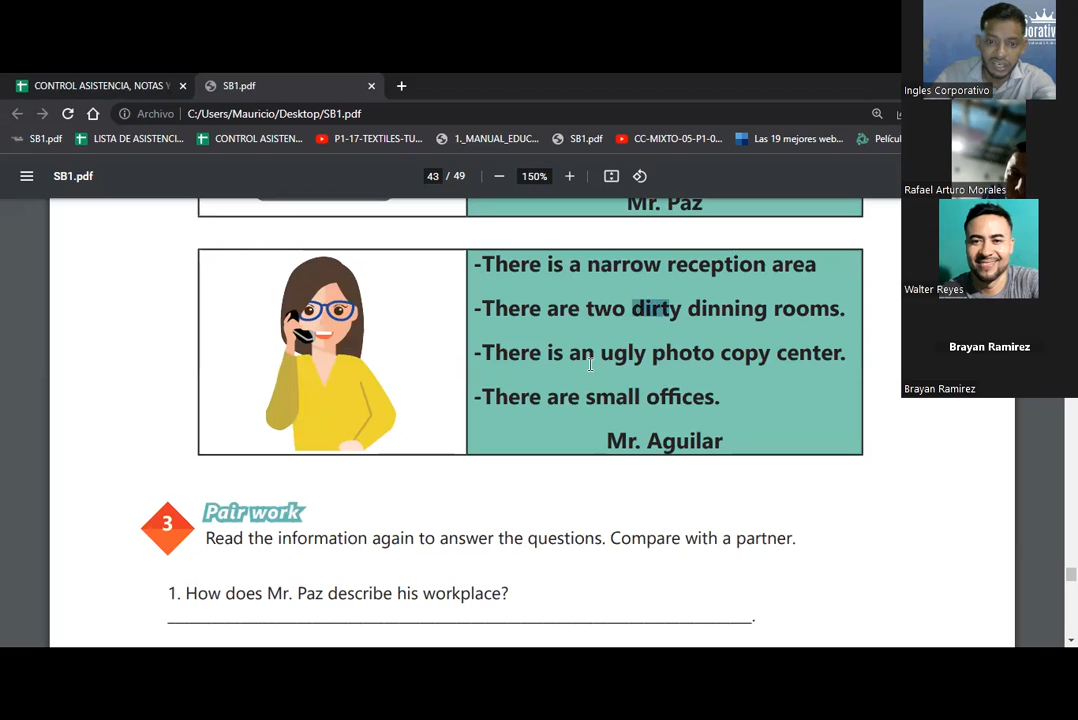 CONTROL ASISTENCIA, NOTAS Y
SB1.pdf
Archivo
C:/Users/Mauricio/Desktop/SB1.pdf
SB1.pdf
LISTA DE ASISTENCI...
CONTROL ASISTEN...
P1-17-TEXTILES-TU...
1._MANUAL_EDUC...
SB1.pdf
CC-MIXTO-05-P1-0...
Las 19 mejores web...
SB1.pdf
43 / 49
150%
Mr. Paz
-There is a narrow reception area
-There are two dirty dinning rooms.
-There is an ugly photo copy center.
-There are small offices.
Mr. Aguilar
3
Pair work
Read the information again to answer the questions. Compare with a partner.
1. How does Mr. Paz describe his workplace?
Ingles Corporativo
Rafael Arturo Morales
Walter Reyes
Brayan Ramirez
Brayan Ramirez